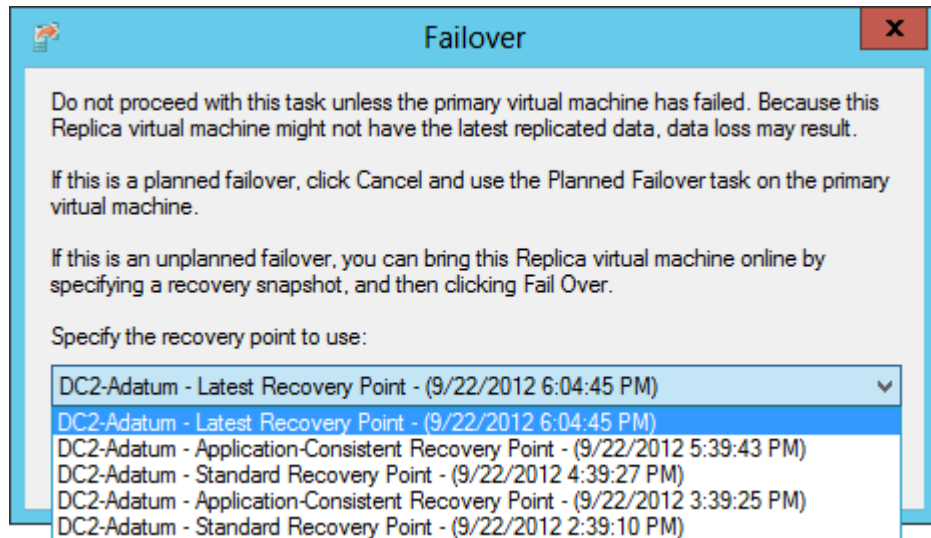 Failover
x
Do not proceed with this task unless the primary virtual machine has failed. Because this
Replica virtual machine might not have the latest replicated data, data loss may result.
If this is a planned failover, click Cancel and use the Planned Failover task on the primary
virtual machine.
If this is an unplanned failover, you can bring this Replica virtual machine online by
specifying a recovery snapshot, and then clicking Fail Over.
Specify the recovery point to use:
DC2-Adatum - Latest Recovery Point - (9/22/2012 6:04:45 PM)
DC2-Adatum - Latest Recovery Point - (9/22/2012 6:04:45 PM)
DC2-Adatum - Application-Consistent Recovery Point - (9/22/2012 5:39:43 PM)
DC2-Adatum - Standard Recovery Point - (9/22/2012 4:39:27 PM)
DC2-Adatum - Application-Consistent Recovery Point - (9/22/2012 3:39:25 PM)
DC2-Adatum - Standard Recovery Point - (9/22/2012 2:39:10 PM)